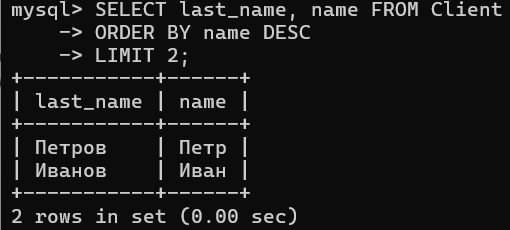 mysql> SELECT last_name, name FROM Client
    -> ORDER BY name DESC
    -> LIMIT 2;
+-----------+------+
| last_name | name |
+-----------+------+
| Петров    | Петр |
| Иванов    | Иван |
+-----------+------+
2 rows in set (0.00 sec)